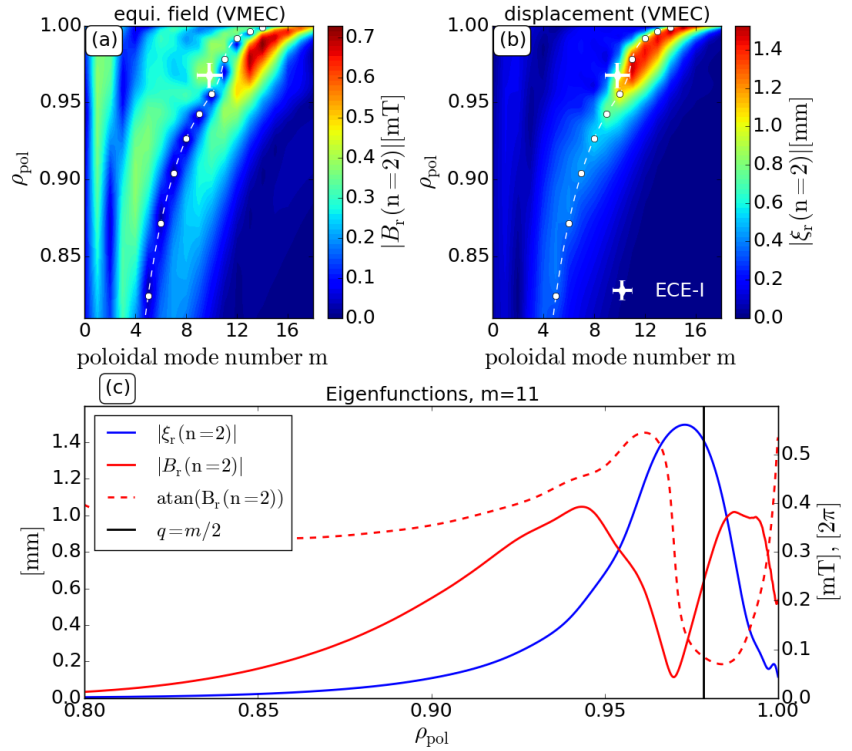 equi. field (VMEC)
displacement (VMEC)
(a)
(b)
1.00
0.95
0.90
0.85
ρpol
0 4 8 12 16
poloidal mode number m
0.7
0.6
0.5
0.4
0.3
0.2
0.1
0.0
|Br(n=2)|[mT]
1.00
0.95
0.90
0.85
ρpol
ECE-I
0 4 8 12 16
poloidal mode number m
1.4
1.2
1.0
0.8
0.6
0.4
0.2
0.0
|ξr(n=2)|[mm]
(c)
Eigenfunctions, m=11
|ξr(n=2)|
|Br(n=2)|
atan(Br(n=2))
q=m/2
1.4
1.2
1.0
0.8
0.6
0.4
0.2
0.0
[mm]
0.5
0.4
0.3
0.2
0.1
0.0
[mT], [2π]
0.80 0.85 0.90 0.95 1.00
ρpol